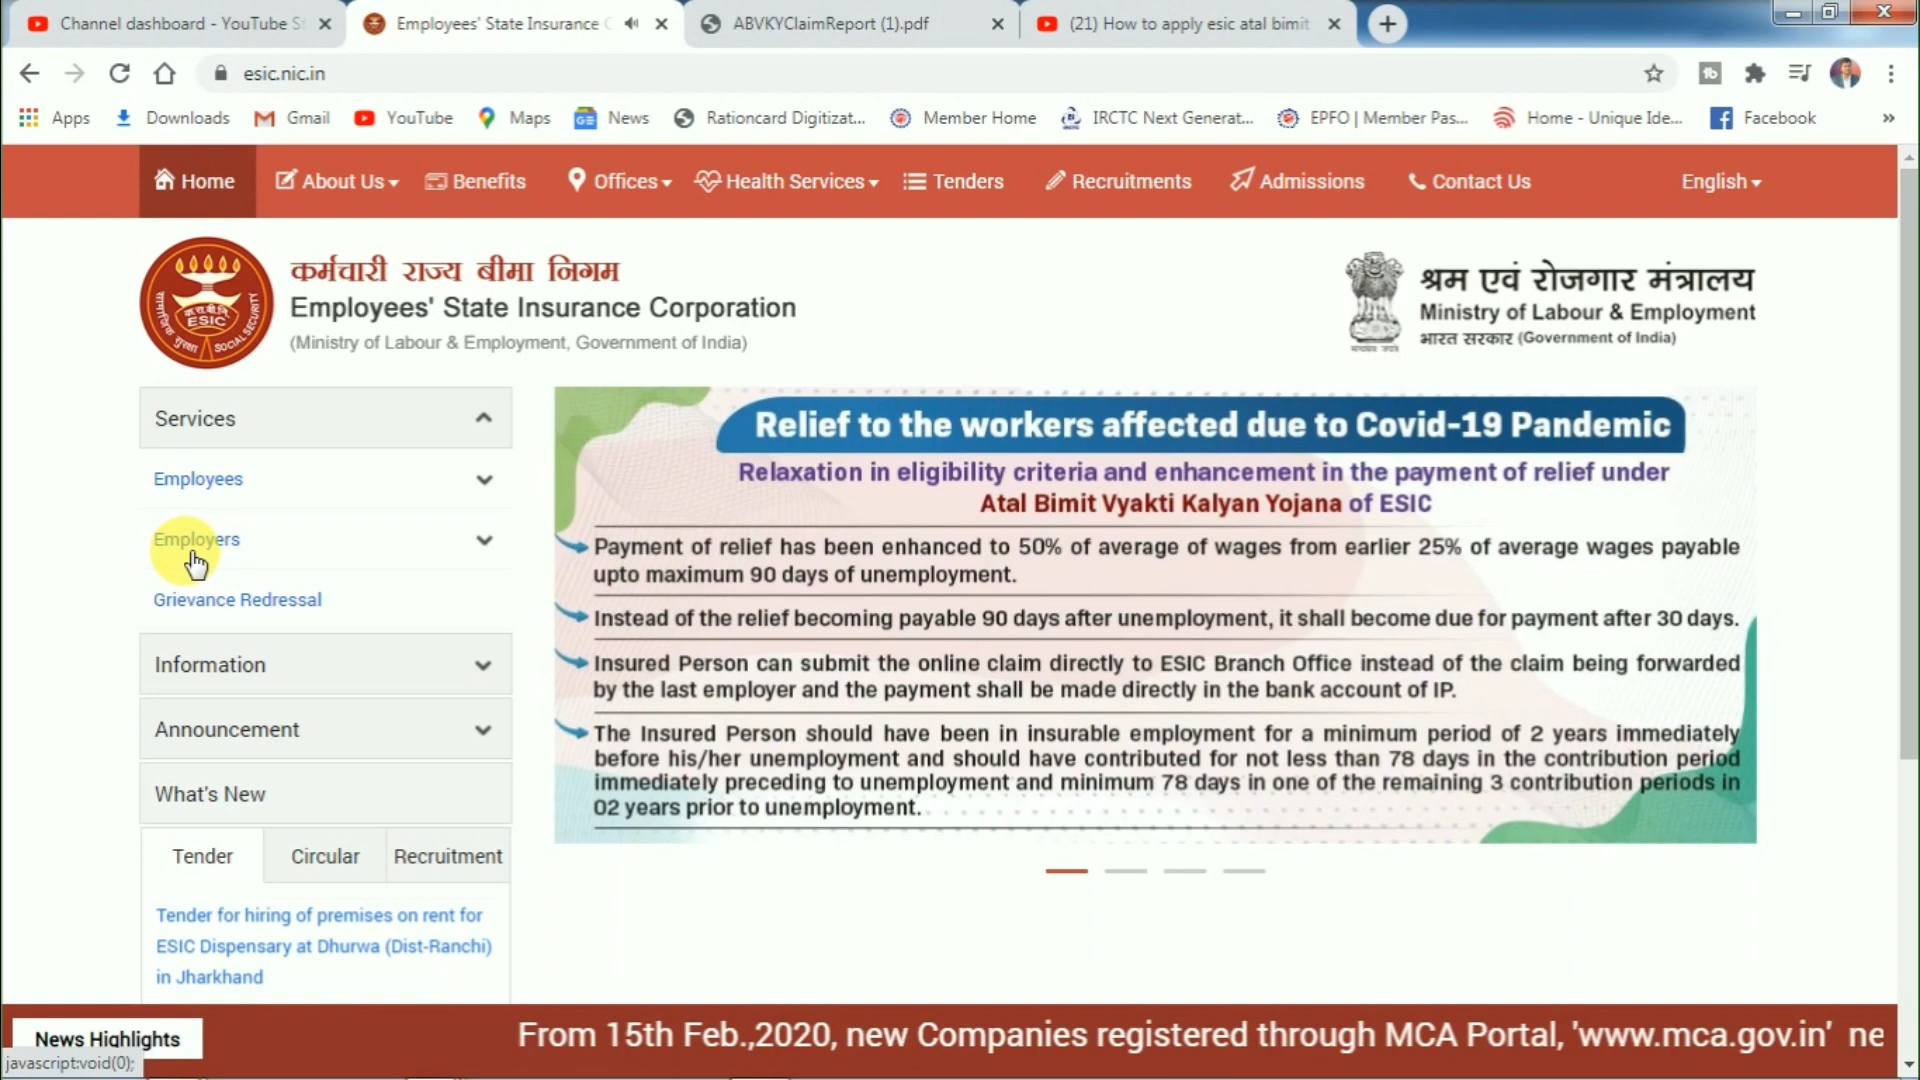 Channel dashboard - YouTube St
Employees' State Insurance C
ABVKYClaimReport (1).pdf
(21) How to apply esic atal bimit
esic.nic.in
Apps
Downloads
Gmail
YouTube
Maps
News
Rationcard Digitizat...
Member Home
IRCTC Next Generat...
EPFO | Member Pas...
Home - Unique Ide...
Facebook
»
Home
About Us
Benefits
Offices
Health Services
Tenders
Recruitments
Admissions
Contact Us
English
कर्मचारी राज्य बीमा निगम
Employees' State Insurance Corporation
(Ministry of Labour & Employment, Government of India)
क.रा.बी.नि.
ESIC
सामाजिक सुरक्षा
SOCIAL SECURITY
श्रम एवं रोजगार मंत्रालय
Ministry of Labour & Employment
भारत सरकार (Government of India)
Services
Employees
Employers
Grievance Redressal
Information
Announcement
What's New
Tender
Circular
Recruitment
Tender for hiring of premises on rent for
ESIC Dispensary at Dhurwa (Dist-Ranchi)
in Jharkhand
Relief to the workers affected due to Covid-19 Pandemic
Relaxation in eligibility criteria and enhancement in the payment of relief under
Atal Bimit Vyakti Kalyan Yojana of ESIC
Payment of relief has been enhanced to 50% of average of wages from earlier 25% of average wages payable
upto maximum 90 days of unemployment.
Instead of the relief becoming payable 90 days after unemployment, it shall become due for payment after 30 days.
Insured Person can submit the online claim directly to ESIC Branch Office instead of the claim being forwarded
by the last employer and the payment shall be made directly in the bank account of IP.
The Insured Person should have been in insurable employment for a minimum period of 2 years immediately
before his/her unemployment and should have contributed for not less than 78 days in the contribution period
immediately preceding to unemployment and minimum 78 days in one of the remaining 3 contribution periods in
02 years prior to unemployment.
News Highlights
From 15th Feb.,2020, new Companies registered through MCA Portal, 'www.mca.gov.in' ne
javascript:void(0);